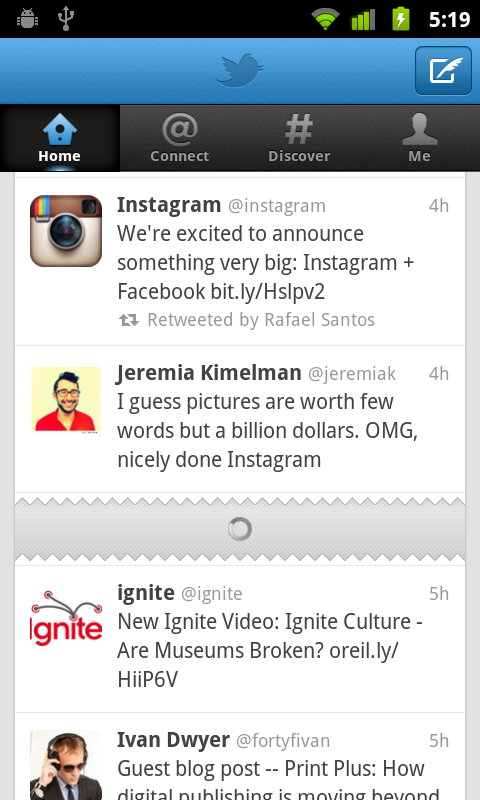 5:19
Home
@
Connect
#
Discover
Me
Instagram @instagram 4h
We're excited to announce
something very big: Instagram +
Facebook bit.ly/Hslpv2
Retweeted by Rafael Santos
Jeremia Kimelman @jeremiak 4h
I guess pictures are worth few
words but a billion dollars. OMG,
nicely done Instagram
ignite
ignite @ignite 5h
New Ignite Video: Ignite Culture -
Are Museums Broken? oreil.ly/
HiiP6V
Ivan Dwyer @fortyfivan 5h
Guest blog post -- Print Plus: How
digital publishing is moving beyond